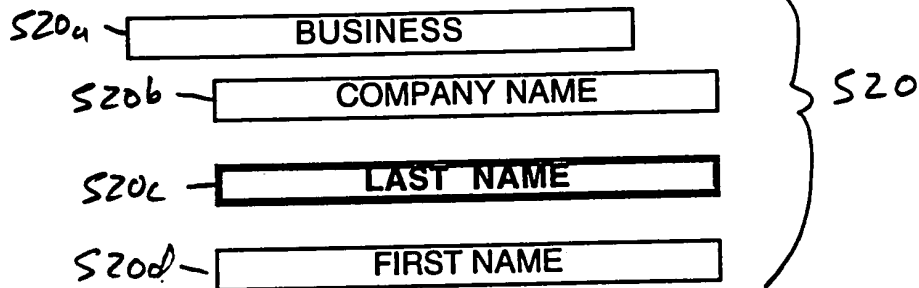 520a BUSINESS
520b COMPANY NAME 520
520c LAST NAME
520d FIRST NAME